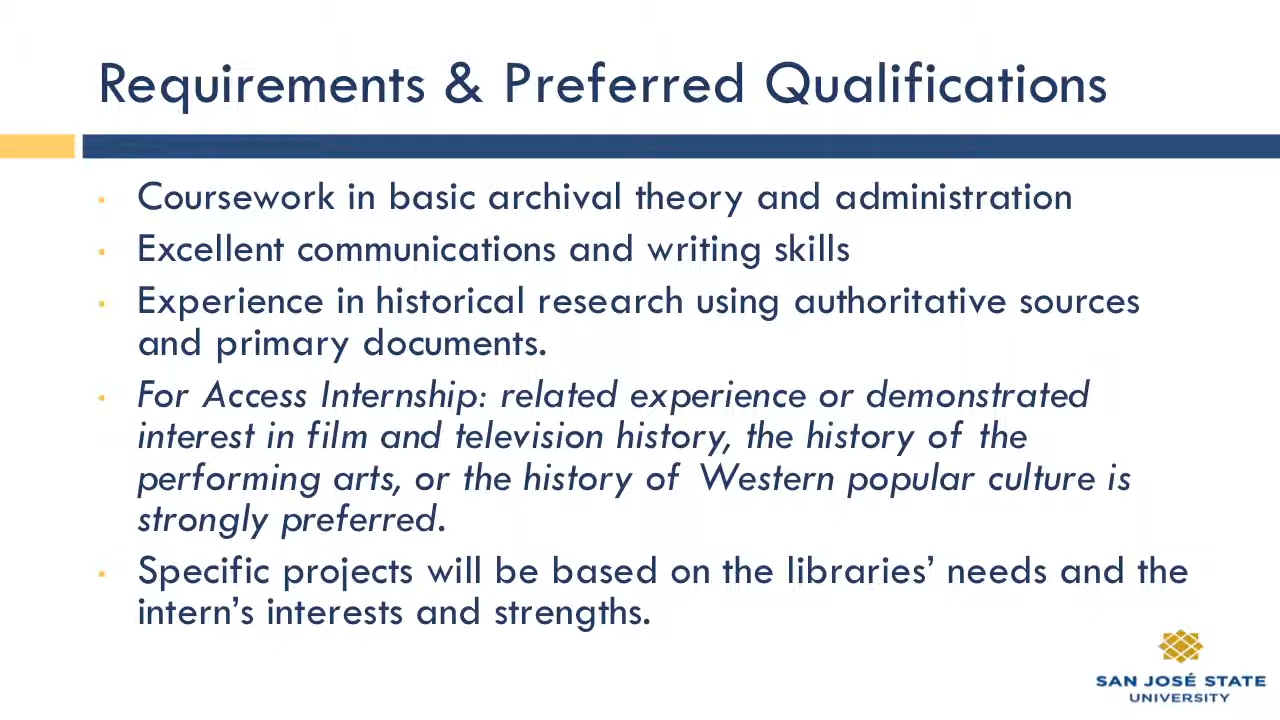 Requirements & Preferred Qualifications
Coursework in basic archival theory and administration
Excellent communications and writing skills
Experience in historical research using authoritative sources
and primary documents.
For Access Internship: related experience or demonstrated
interest in film and television history, the history of the
performing arts, or the history of Western popular culture is
strongly preferred.
Specific projects will be based on the libraries’ needs and the
intern’s interests and strengths.
SAN JOSÉ STATE
UNIVERSITY